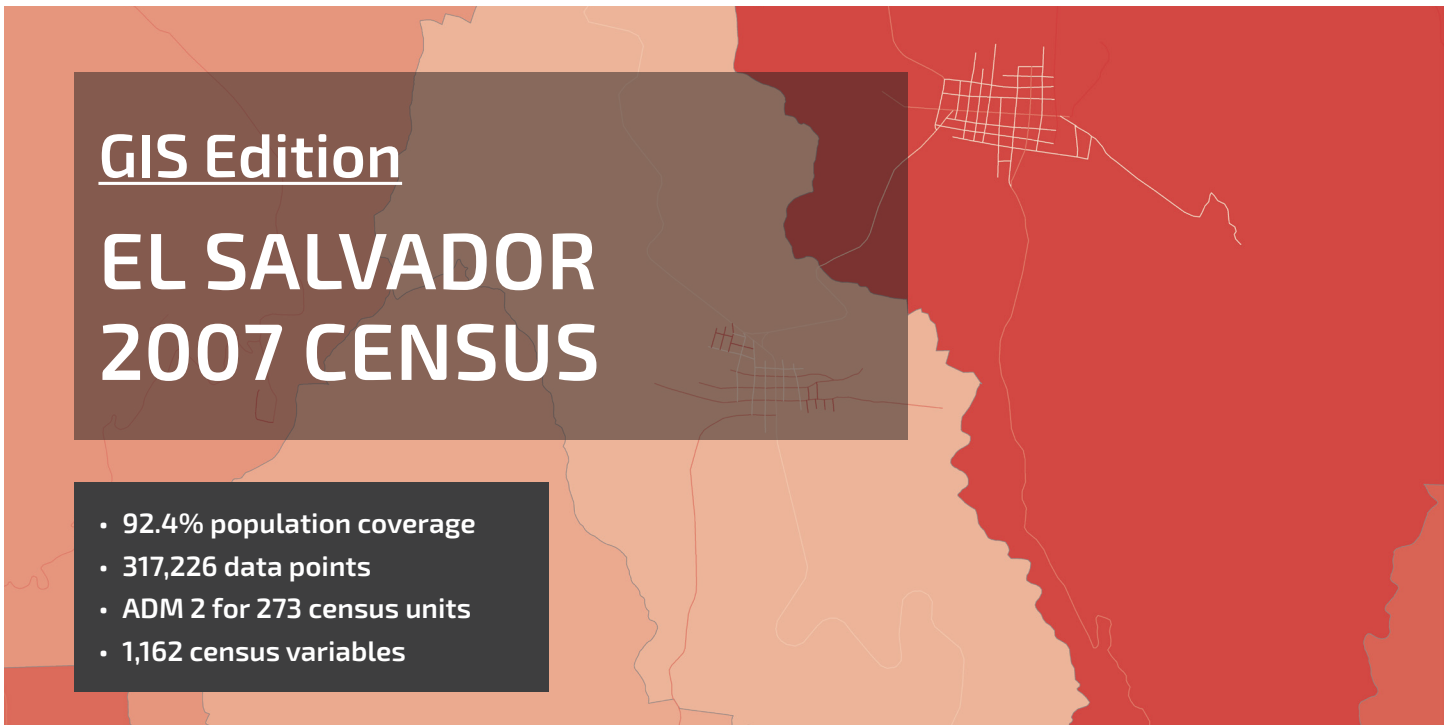 GIS Edition
EL SALVADOR
2007 CENSUS
• 92.4% population coverage
• 317,226 data points
• ADM 2 for 273 census units
• 1,162 census variables